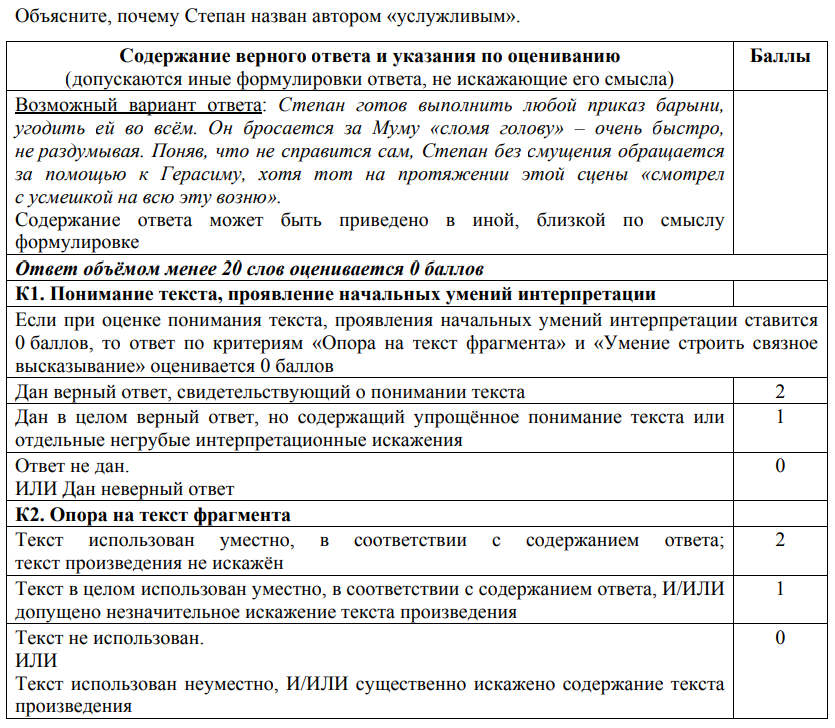 Объясните, почему Степан назван автором «услужливым».
Содержание верного ответа и указания по оцениванию
(допускаются иные формулировки ответа, не искажающие его смысла)
Баллы
Возможный вариант ответа: Степан готов выполнить любой приказ барыни,
угодить ей во всём. Он бросается за Муму «сломя голову» – очень быстро,
не раздумывая. Поняв, что не справится сам, Степан без смущения обращается
за помощью к Герасиму, хотя тот на протяжении этой сцены «смотрел
с усмешкой на всю эту возню».
Содержание ответа может быть приведено в иной, близкой по смыслу
формулировке
Ответ объёмом менее 20 слов оценивается 0 баллов
К1. Понимание текста, проявление начальных умений интерпретации
Если при оценке понимания текста, проявления начальных умений интерпретации ставится
0 баллов, то ответ по критериям «Опора на текст фрагмента» и «Умение строить связное
высказывание» оценивается 0 баллов
Дан верный ответ, свидетельствующий о понимании текста
2
Дан в целом верный ответ, но содержащий упрощённое понимание текста или
отдельные негрубые интерпретационные искажения
1
Ответ не дан.
ИЛИ Дан неверный ответ
0
К2. Опора на текст фрагмента
Текст использован уместно, в соответствии с содержанием ответа;
текст произведения не искажён
2
Текст в целом использован уместно, в соответствии с содержанием ответа, И/ИЛИ
допущено незначительное искажение текста произведения
1
Текст не использован.
ИЛИ
Текст использован неуместно, И/ИЛИ существенно искажено содержание текста
произведения
0